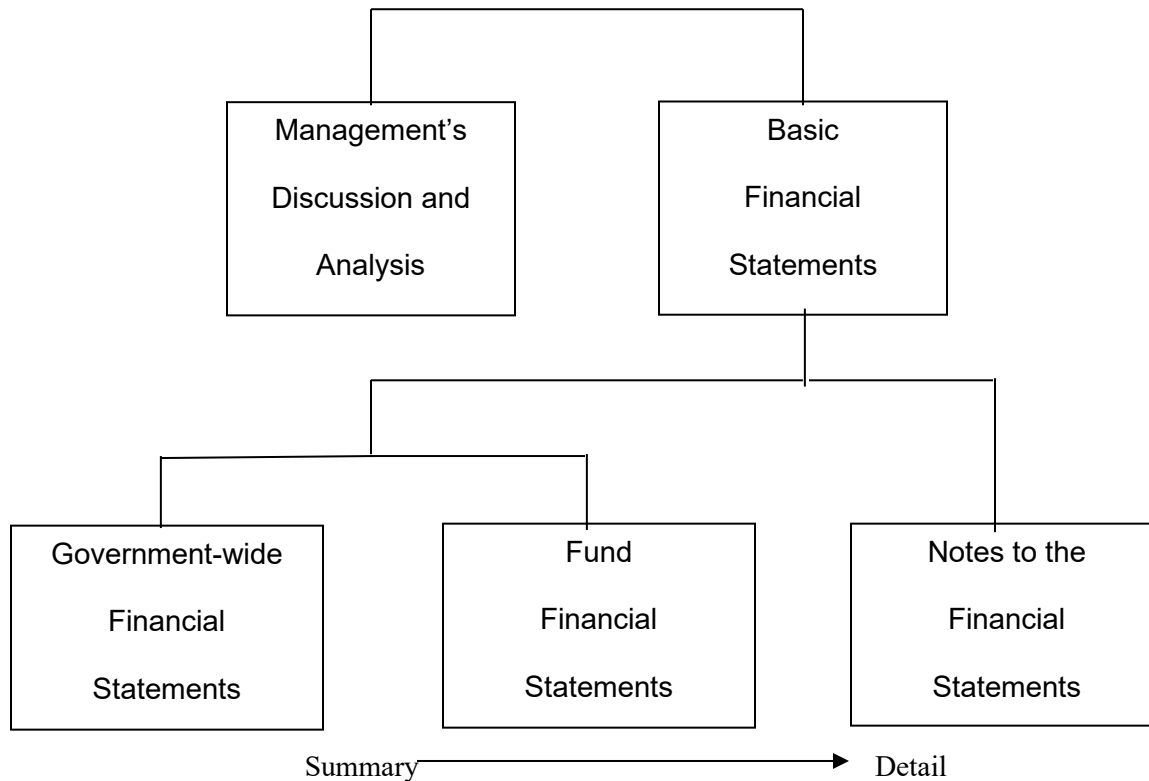 Management’s
Discussion and
Analysis
Basic
Financial
Statements
Government-wide
Financial
Statements
Fund
Financial
Statements
Notes to the
Financial
Statements
Summary
Detail